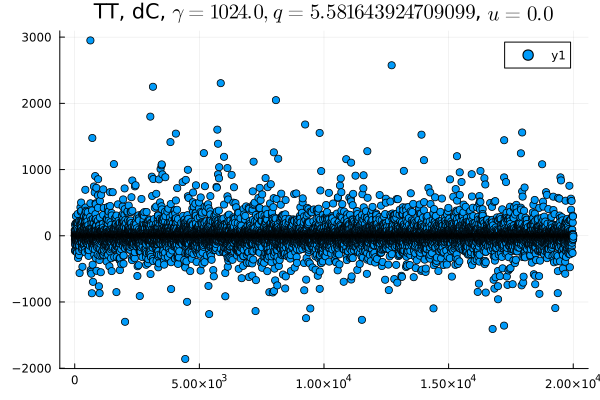 TT, dC, γ = 1024.0, q = 5.581643924709099, u = 0.0
y1
3000
2000
1000
0
−1000
−2000
0 5.00×10³ 1.00×10⁴ 1.50×10⁴ 2.00×10⁴